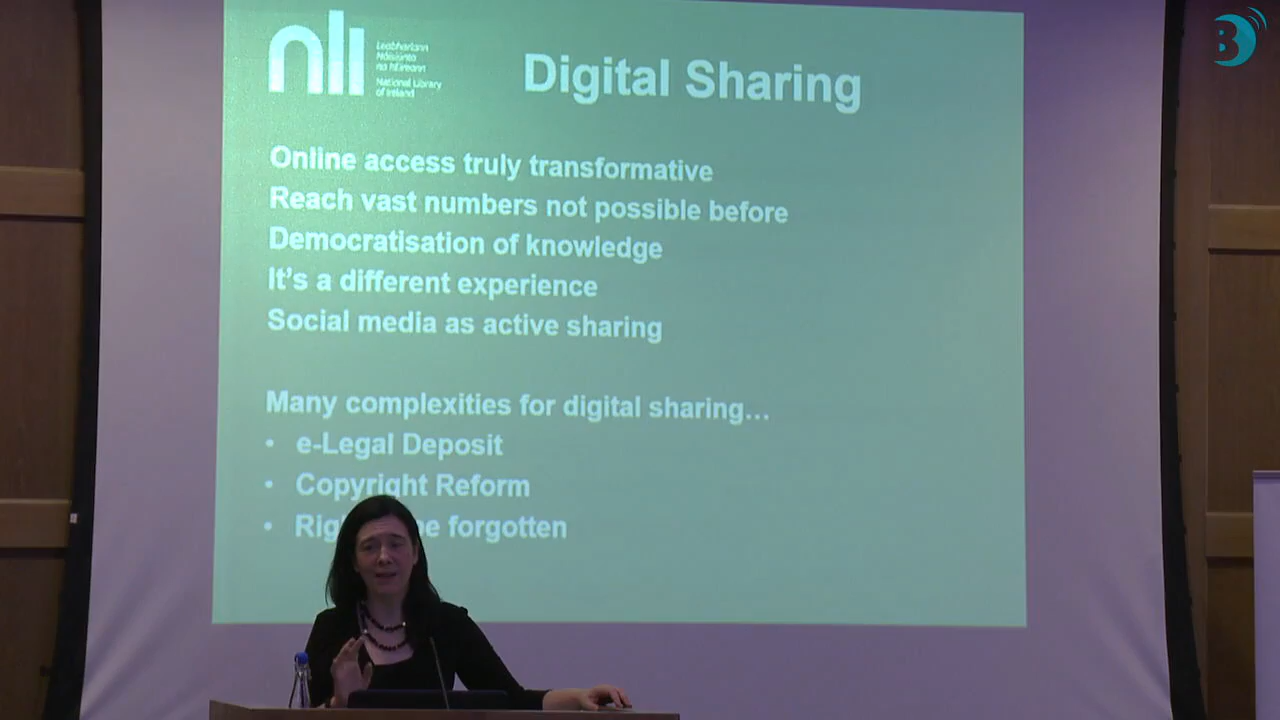 nli
Leabharlann
Náisiúnta
na hÉireann
National Library
of Ireland
Digital Sharing
Online access truly transformative
Reach vast numbers not possible before
Democratisation of knowledge
It's a different experience
Social media as active sharing
Many complexities for digital sharing...
• e-Legal Deposit
• Copyright Reform
• Rig be forgotten
B